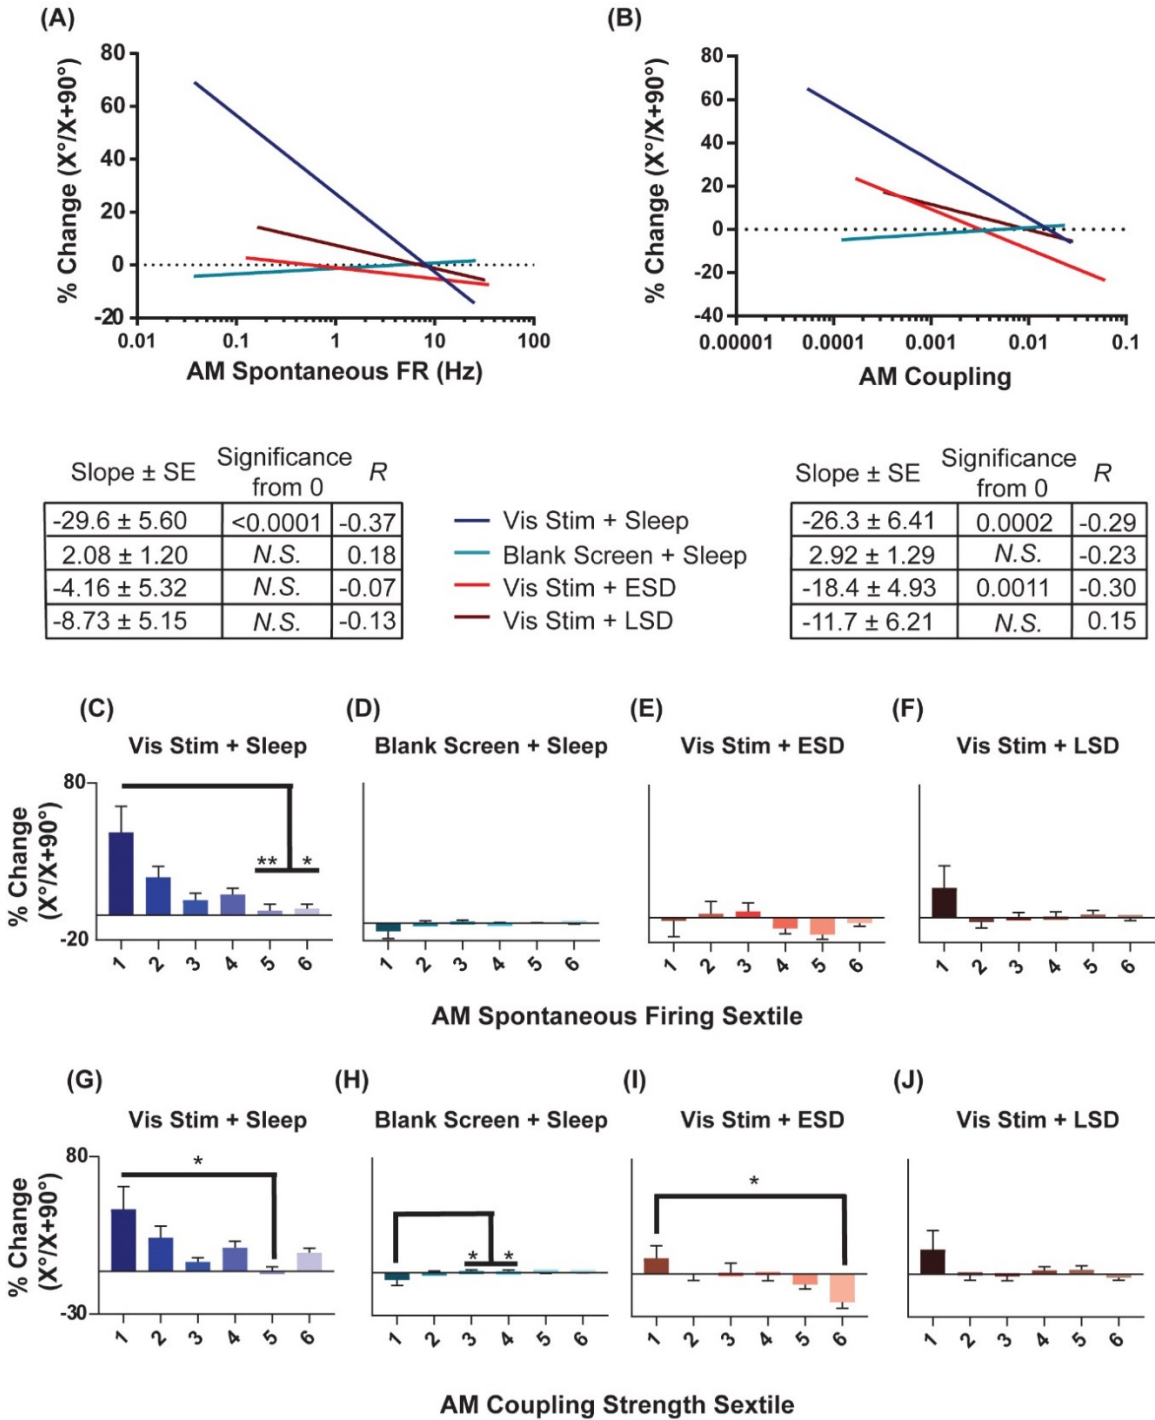 (A)
(B)
% Change (X°/X+90°)
80
60
40
20
0
-20
0.01
0.1
1
10
100
AM Spontaneous FR (Hz)
% Change (X°/X+90°)
80
60
40
20
0
-20
-40
0.00001
0.0001
0.001
0.01
0.1
AM Coupling
Slope ± SE Significance from 0 R
-29.6 ± 5.60 <0.0001 -0.37
2.08 ± 1.20 N.S. 0.18
-4.16 ± 5.32 N.S. -0.07
-8.73 ± 5.15 N.S. -0.13
Vis Stim + Sleep
Blank Screen + Sleep
Vis Stim + ESD
Vis Stim + LSD
Slope ± SE Significance from 0 R
-26.3 ± 6.41 0.0002 -0.29
2.92 ± 1.29 N.S. -0.23
-18.4 ± 4.93 0.0011 -0.30
-11.7 ± 6.21 N.S. 0.15
(C)
(D)
(E)
(F)
Vis Stim + Sleep
Blank Screen + Sleep
Vis Stim + ESD
Vis Stim + LSD
% Change
(X°/X+90°)
80
-20
** *
1 2 3 4 5 6
1 2 3 4 5 6
1 2 3 4 5 6
1 2 3 4 5 6
AM Spontaneous Firing Sextile
(G)
(H)
(I)
(J)
Vis Stim + Sleep
Blank Screen + Sleep
Vis Stim + ESD
Vis Stim + LSD
% Change
(X°/X+90°)
80
-30
*
* *
*
1 2 3 4 5 6
1 2 3 4 5 6
1 2 3 4 5 6
1 2 3 4 5 6
AM Coupling Strength Sextile